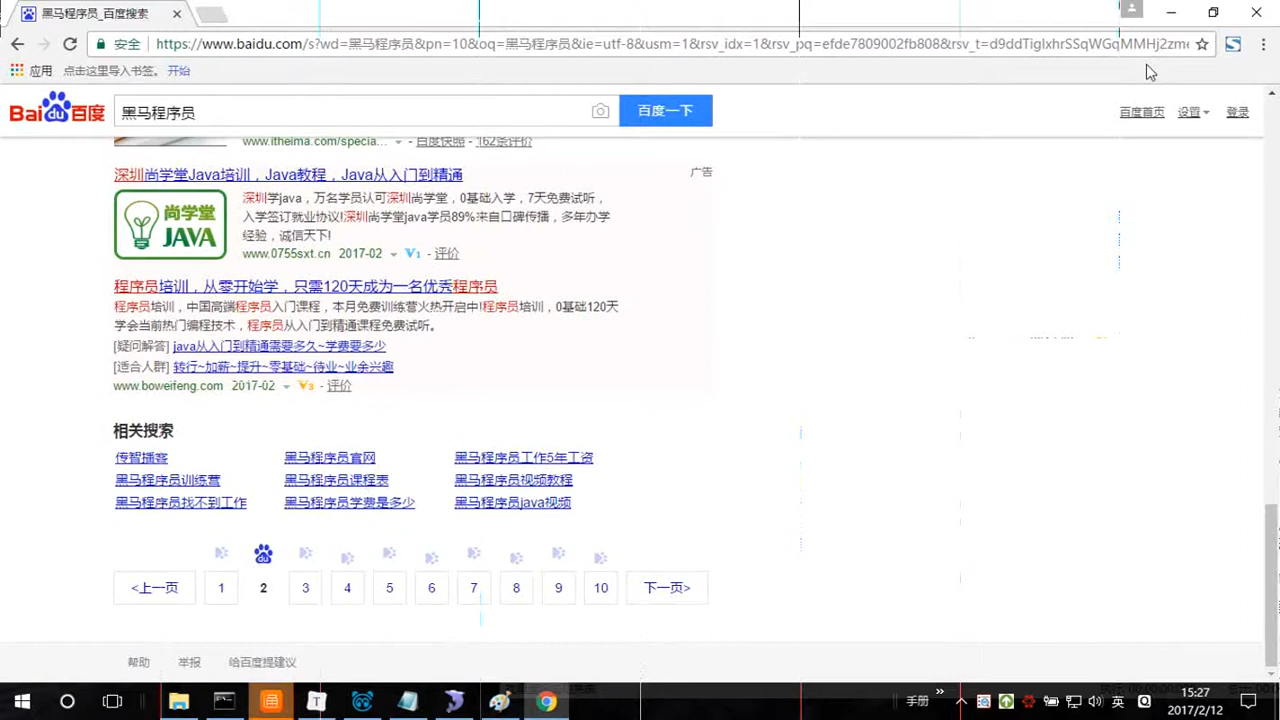 黑马程序员_百度搜索
安全 https://www.baidu.com/s?wd=黑马程序员&pn=10&oq=黑马程序员&ie=utf-8&usm=1&rsv_idx=1&rsv_pq=efde7809002fb808&rsv_t=d9ddTigIxhrSSqWGqMMHj2zme
应用 点击这里导入书签。 开始
Bai du 百度 黑马程序员 百度一下 百度首页 设置 登录
www.itheima.com/specia... - 百度快照 - 162条评价
深圳尚学堂Java培训，Java教程，Java从入门到精通 广告
尚学堂 JAVA
深圳学java，万名学员认可深圳尚学堂，0基础入学，7天免费试听，
入学签订就业协议!深圳尚学堂java学员89%来自口碑传播，多年办学
经验，诚信天下!
www.0755sxt.cn 2017-02 V1 - 评价
程序员培训，从零开始学，只需120天成为一名优秀程序员
程序员培训，中国高端程序员入门课程，本月免费训练营火热开启中!程序员培训，0基础120天
学会当前热门编程技术，程序员从入门到精通课程免费试听。
[疑问解答] java从入门到精通需要多久~学费要多少
[适合人群] 转行~加薪~提升~零基础~待业~业余兴趣
www.boweifeng.com 2017-02 V3 - 评价
相关搜索
传智播客 黑马程序员官网 黑马程序员工作5年工资
黑马程序员训练营 黑马程序员课程表 黑马程序员视频教程
黑马程序员找不到工作 黑马程序员学费是多少 黑马程序员java视频
<上一页 1 2 3 4 5 6 7 8 9 10 下一页>
帮助 举报 给百度提建议
手册 » 英 15:27
2017/2/12